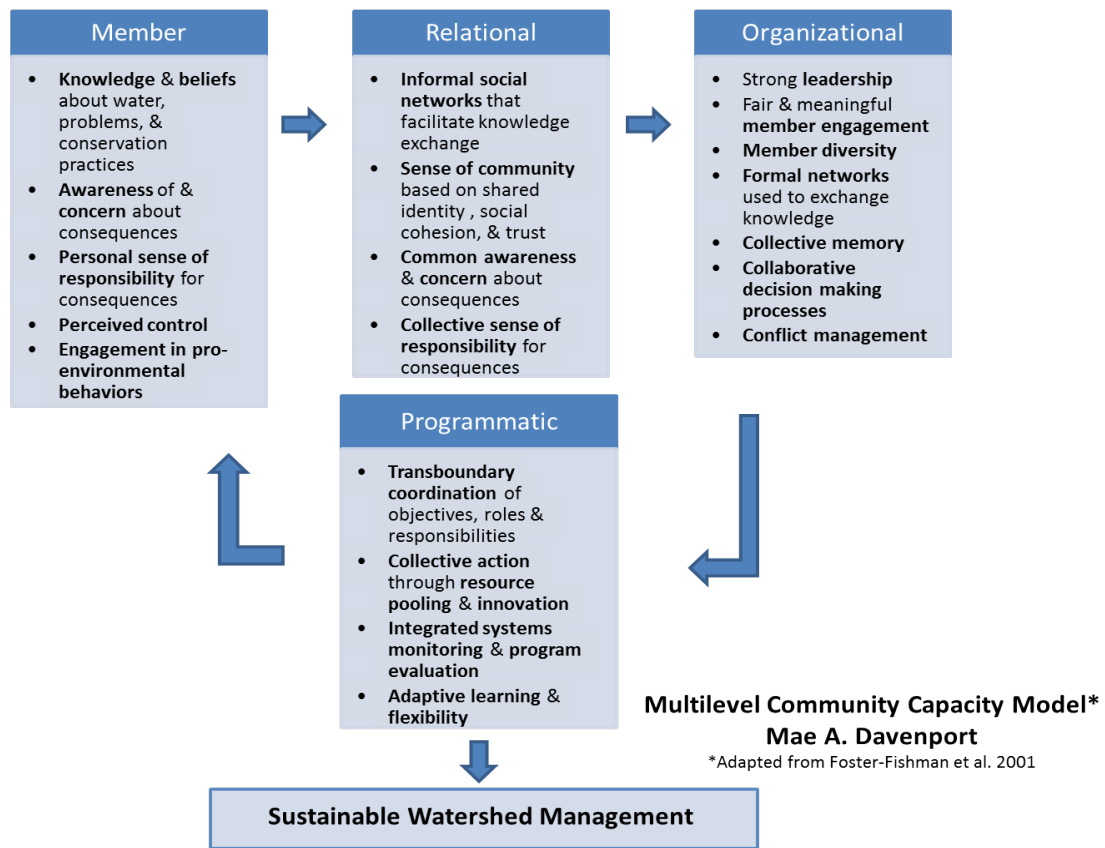 Member
• Knowledge & beliefs
about water,
problems, &
conservation
practices
• Awareness of &
concern about
consequences
• Personal sense of
responsibility for
consequences
• Perceived control
• Engagement in pro-
environmental
behaviors
Relational
• Informal social
networks that
facilitate knowledge
exchange
• Sense of community
based on shared
identity , social
cohesion, & trust
• Common awareness
& concern about
consequences
• Collective sense of
responsibility for
consequences
Organizational
• Strong leadership
• Fair & meaningful
member engagement
• Member diversity
• Formal networks
used to exchange
knowledge
• Collective memory
• Collaborative
decision making
processes
• Conflict management
Programmatic
• Transboundary
coordination of
objectives, roles &
responsibilities
• Collective action
through resource
pooling & innovation
• Integrated systems
monitoring & program
evaluation
• Adaptive learning &
flexibility
Multilevel Community Capacity Model*
Mae A. Davenport
*Adapted from Foster-Fishman et al. 2001
Sustainable Watershed Management